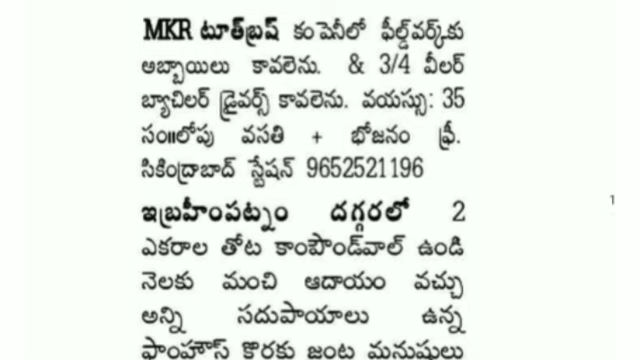 MKR టూత్‌బ్రష్ కంపెనీలో ఫీల్డ్‌వర్క్‌కు
అబ్బాయిలు కావలెను. & 3/4 వీలర్
బ్యాచిలర్ డ్రైవర్స్ కావలెను. వయస్సు: 35
సం॥లోపు వసతి + భోజనం ఫ్రీ.
సికింద్రాబాద్ స్టేషన్ 9652521196
ఇబ్రహీంపట్నం దగ్గరలో 2
ఎకరాల తోట కాంపౌండ్‌వాల్ ఉండి
నెలకు మంచి ఆదాయం వచ్చు
అన్ని సదుపాయాలు ఉన్న
ఫాంహౌస్ కొరకు జంట మనుషులు
1